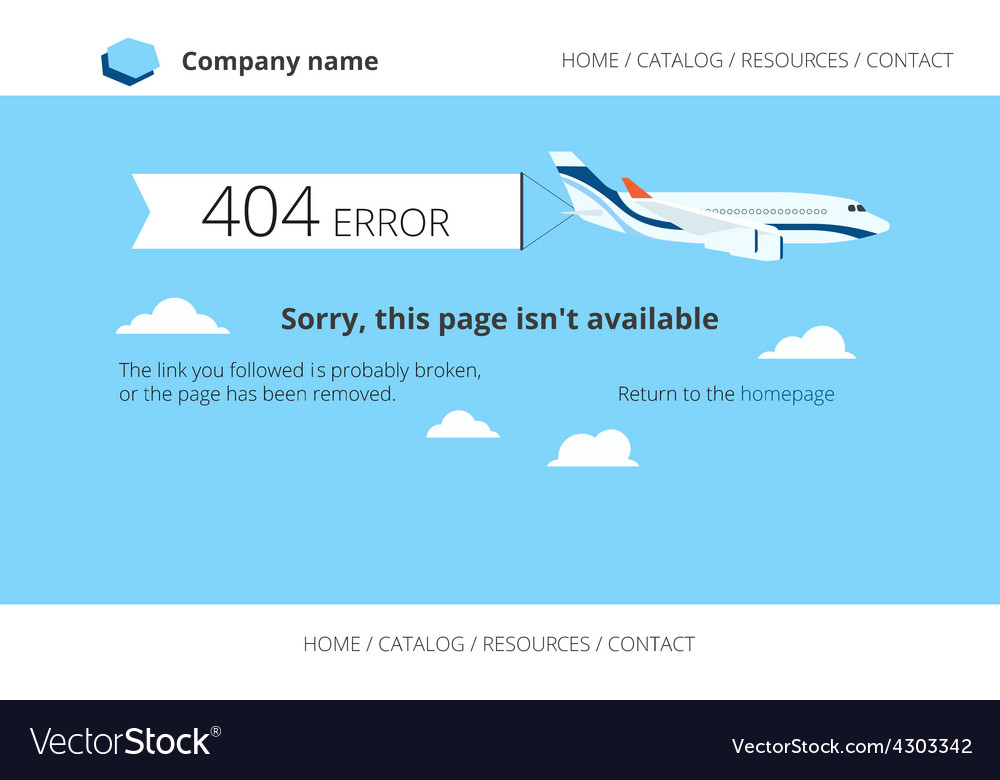 Company name
HOME / CATALOG / RESOURCES / CONTACT
404 ERROR
Sorry, this page isn't available
The link you followed is probably broken,
or the page has been removed.
Return to the homepage
HOME / CATALOG / RESOURCES / CONTACT
VectorStock®
VectorStock.com/4303342